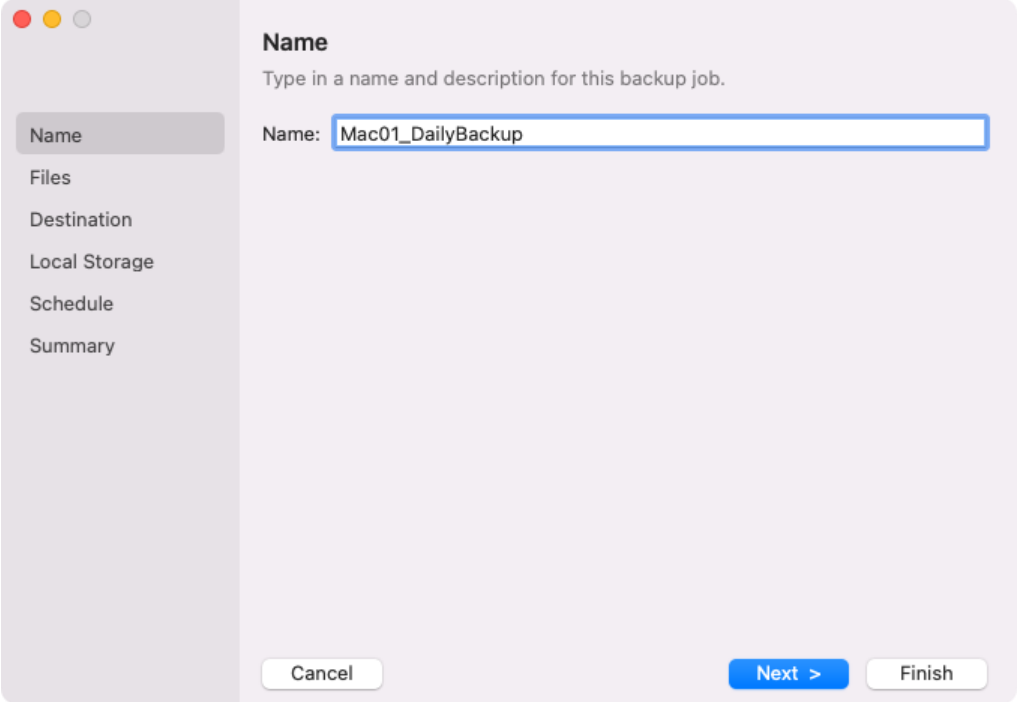 Name
Files
Destination
Local Storage
Schedule
Summary
Name
Type in a name and description for this backup job.
Name: Mac01_DailyBackup
Cancel
Next >
Finish